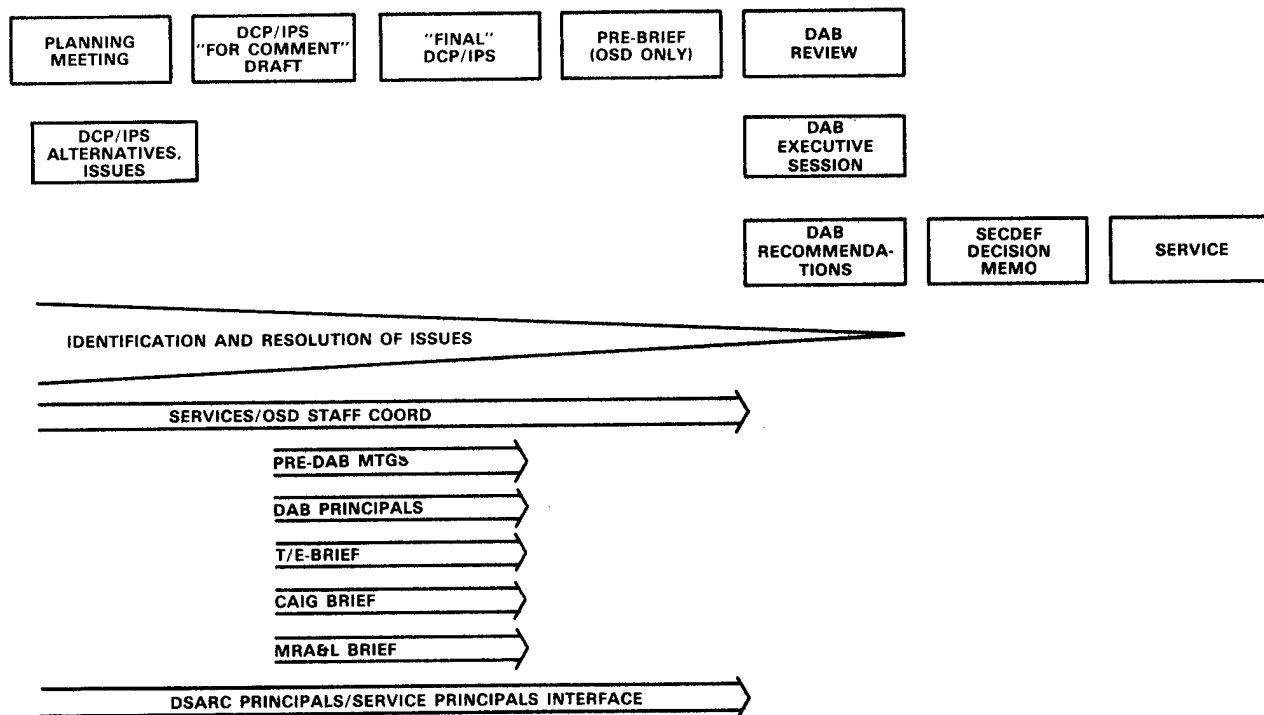 PLANNING
MEETING
DCP/IPS
"FOR COMMENT"
DRAFT
"FINAL"
DCP/IPS
PRE-BRIEF
(OSD ONLY)
DAB
REVIEW
DCP/IPS
ALTERNATIVES,
ISSUES
DAB
EXECUTIVE
SESSION
DAB
RECOMMENDA-
TIONS
SECDEF
DECISION
MEMO
SERVICE
IDENTIFICATION AND RESOLUTION OF ISSUES
SERVICES/OSD STAFF COORD
PRE-DAB MTGS
DAB PRINCIPALS
T/E-BRIEF
CAIG BRIEF
MRA&L BRIEF
DSARC PRINCIPALS/SERVICE PRINCIPALS INTERFACE